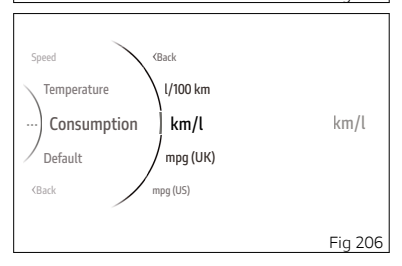 Speed
Temperature
... Consumption
Default
‹Back
‹Back
l/100 km
km/l
mpg (UK)
mpg (US)
km/l
Fig 206